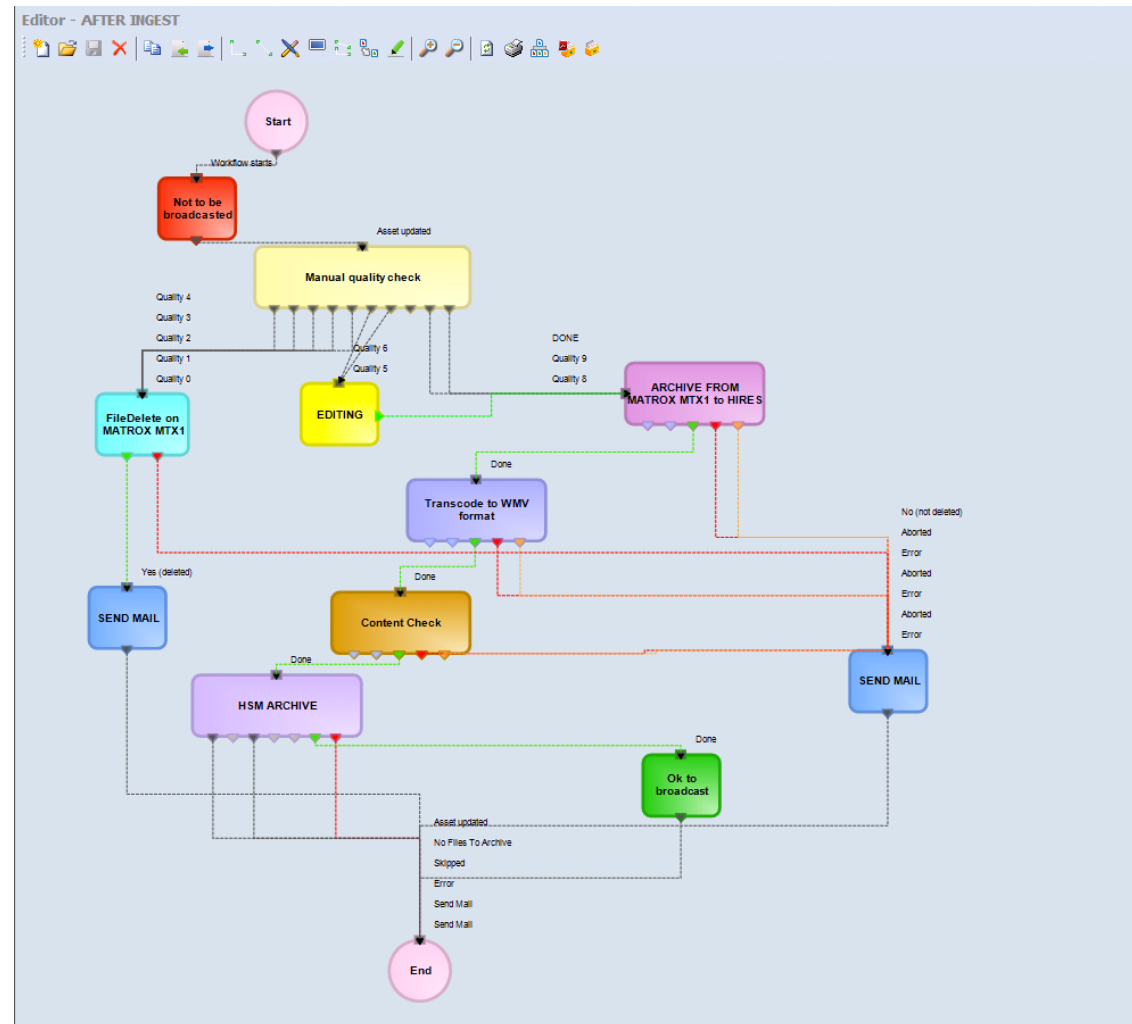 Editor - AFTER INGEST
Start
Workflow starts
Not to be
broadcasted
Asset updated
Manual quality check
Quality 4
Quality 3
Quality 2
Quality 1
Quality 0
Quality 6
Quality 5
DONE
Quality 9
Quality 8
ARCHIVE FROM
MATROX MTX1 to HIRES
EDITING
FileDelete on
MATROX MTX1
Done
Transcode to WMV
format
No (not deleted)
Aborted
Error
Aborted
Error
Aborted
Error
Yes (deleted)
Done
SEND MAIL
Content Check
Done
SEND MAIL
HSM ARCHIVE
Done
Ok to
broadcast
Asset updated
No Files To Archive
Skipped
Error
Send Mail
Send Mail
End